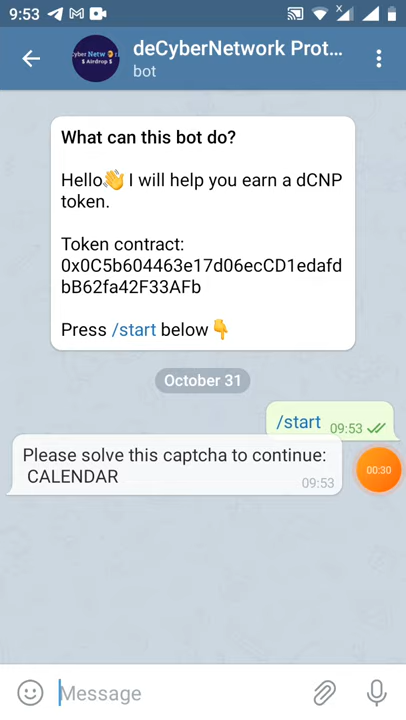 9:53
deCyberNetwork Prot...
bot
What can this bot do?
Hello👋 I will help you earn a dCNP
token.
Token contract:
0x0C5b604463e17d06ecCD1edafd
bB62fa42F33AFb
Press /start below👇
October 31
/start 09:53
Please solve this captcha to continue:
CALENDAR 09:53
00:30
Message